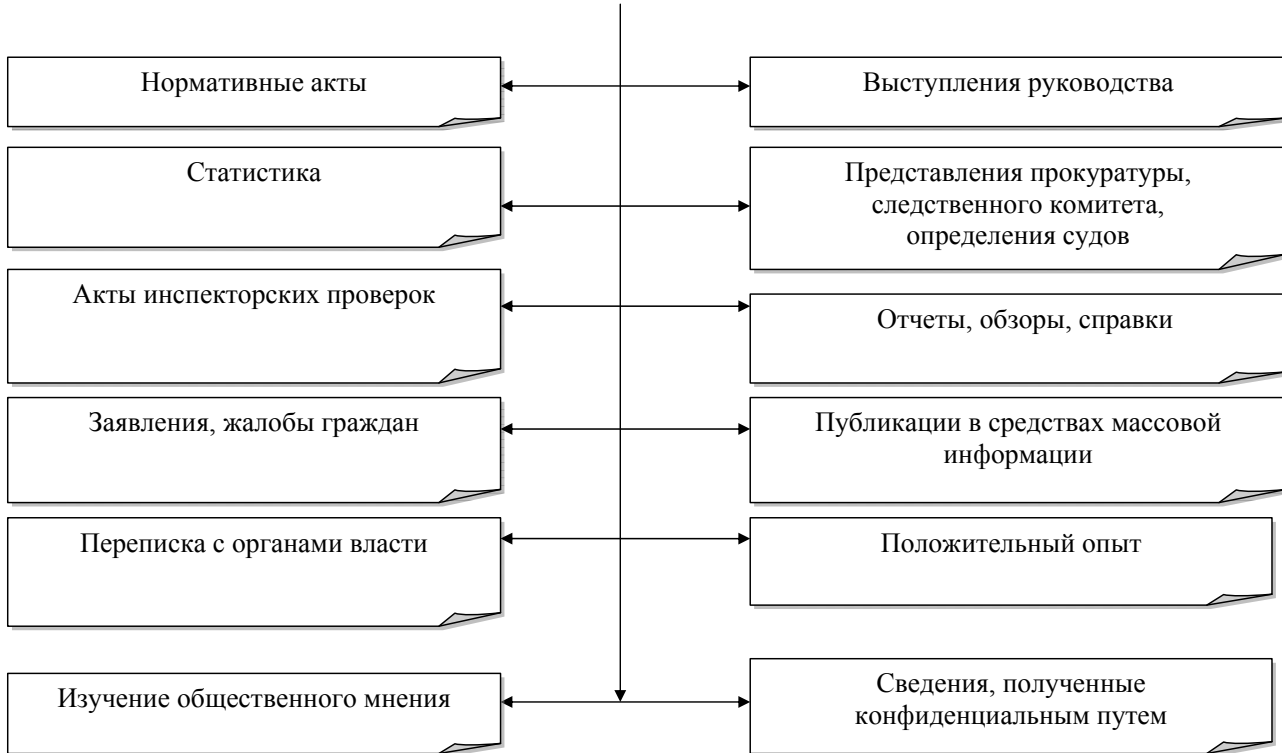 Нормативные акты
Выступления руководства
Статистика
Представления прокуратуры,
следственного комитета,
определения судов
Акты инспекторских проверок
Отчеты, обзоры, справки
Заявления, жалобы граждан
Публикации в средствах массовой
информации
Переписка с органами власти
Положительный опыт
Изучение общественного мнения
Сведения, полученные
конфиденциальным путем